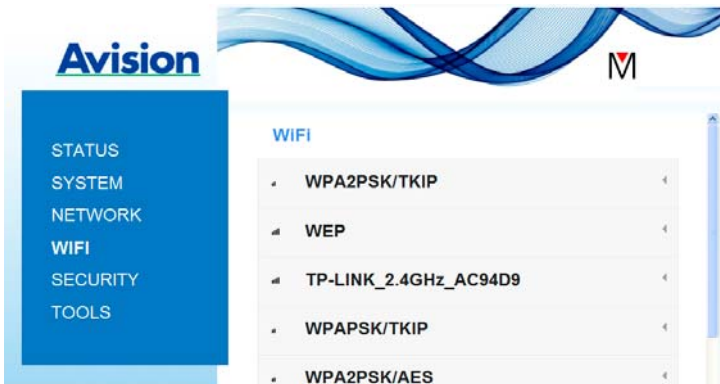 Avision
M
STATUS
SYSTEM
NETWORK
WIFI
SECURITY
TOOLS
WiFi
WPA2PSK/TKIP
WEP
TP-LINK_2.4GHz_AC94D9
WPAPSK/TKIP
WPA2PSK/AES